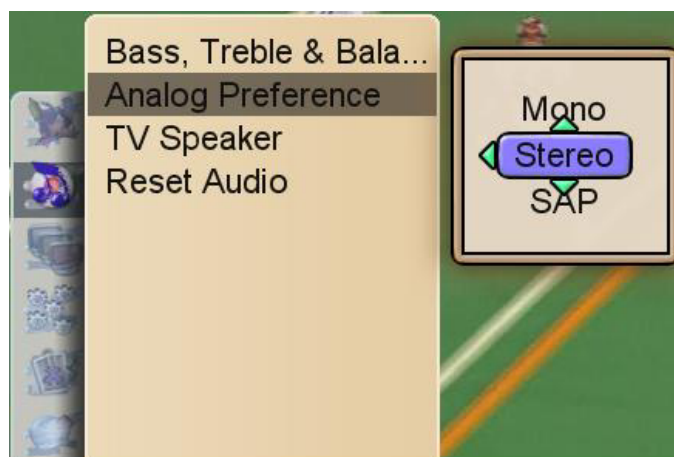 Bass, Treble & Bala...
Analog Preference
TV Speaker
Reset Audio
Mono
Stereo
SAP